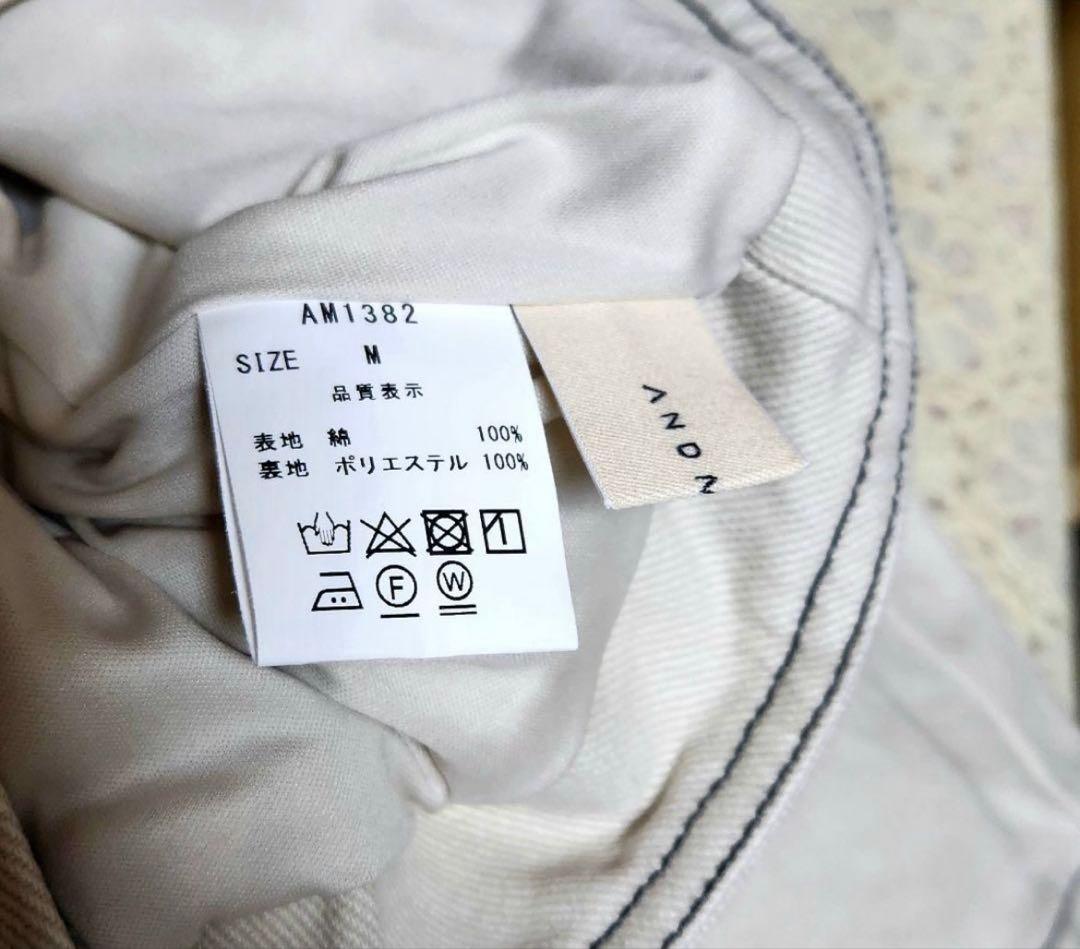 AM1382
SIZE M
品質表示
表地 綿 100%
裏地 ポリエステル 100%
F W